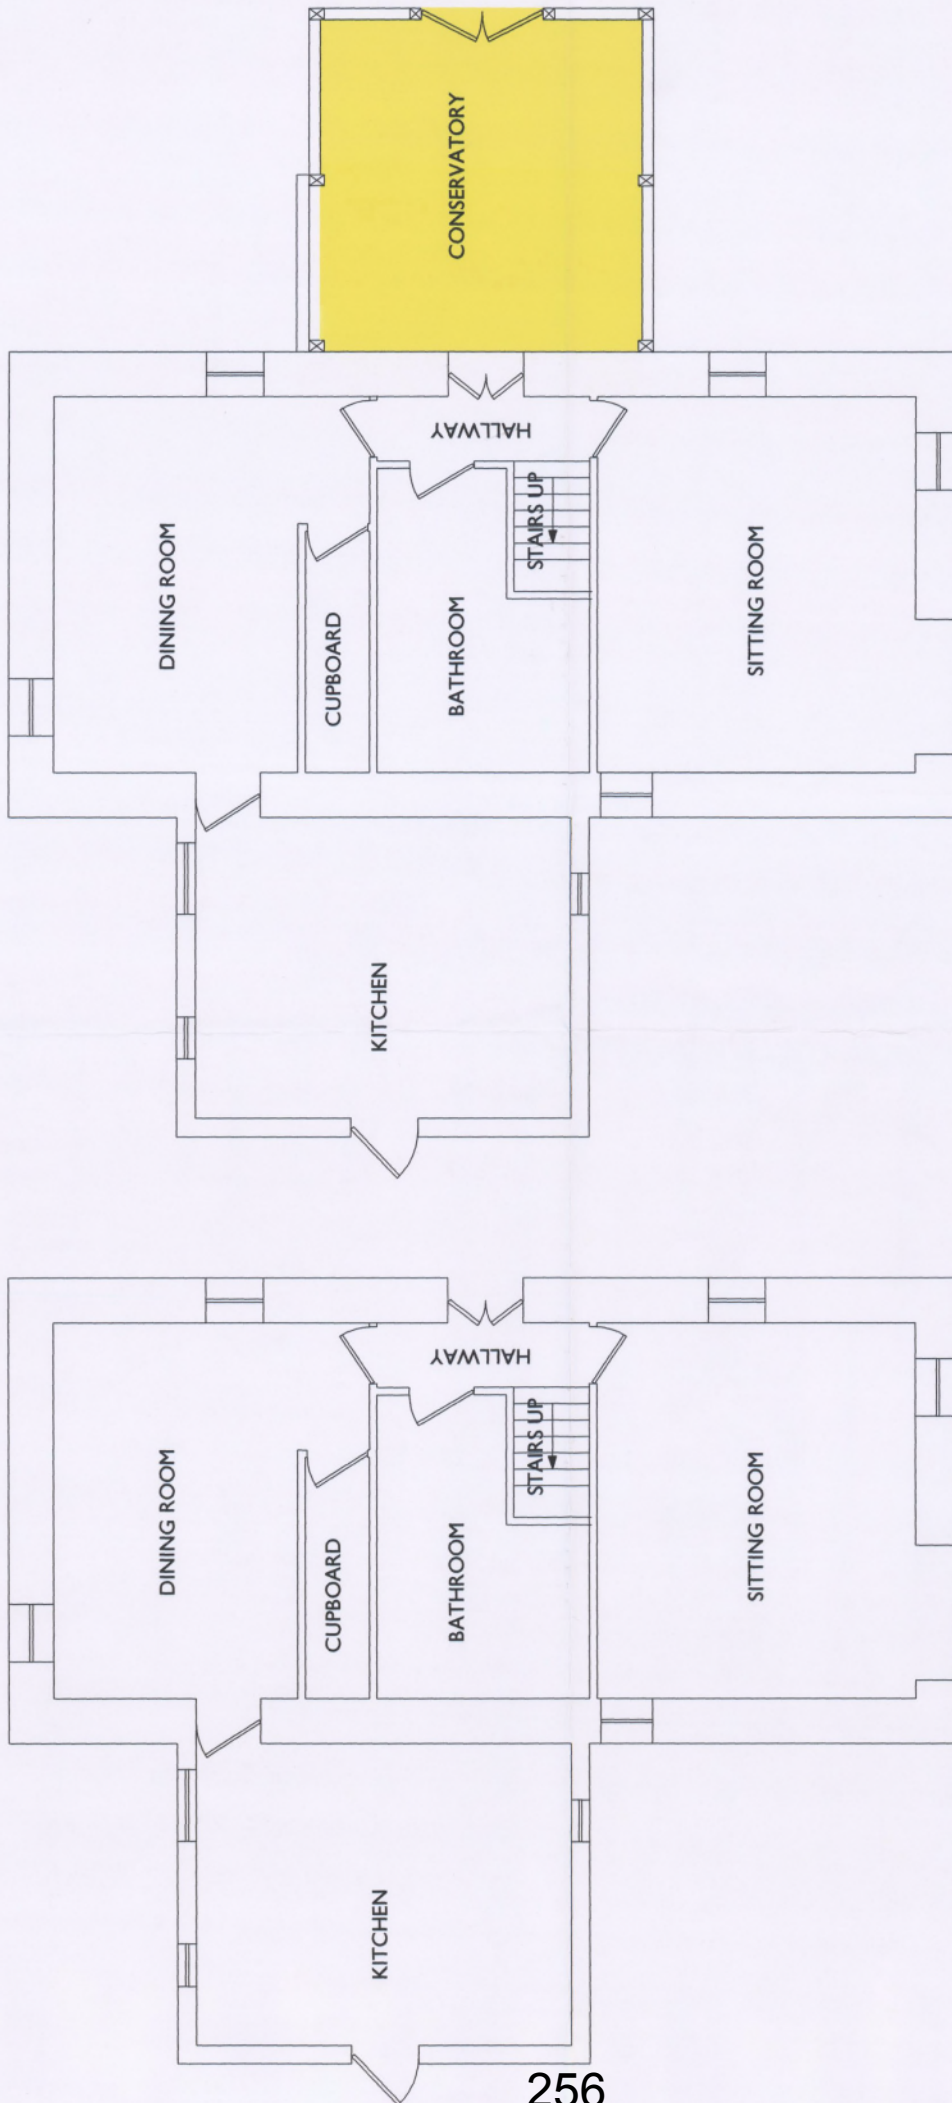 CONSERVATORY
HALLWAY
STAIRS UP
DINING ROOM
CUPBOARD
BATHROOM
SITTING ROOM
KITCHEN
HALLWAY
STAIRS UP
DINING ROOM
CUPBOARD
BATHROOM
SITTING ROOM
KITCHEN
256